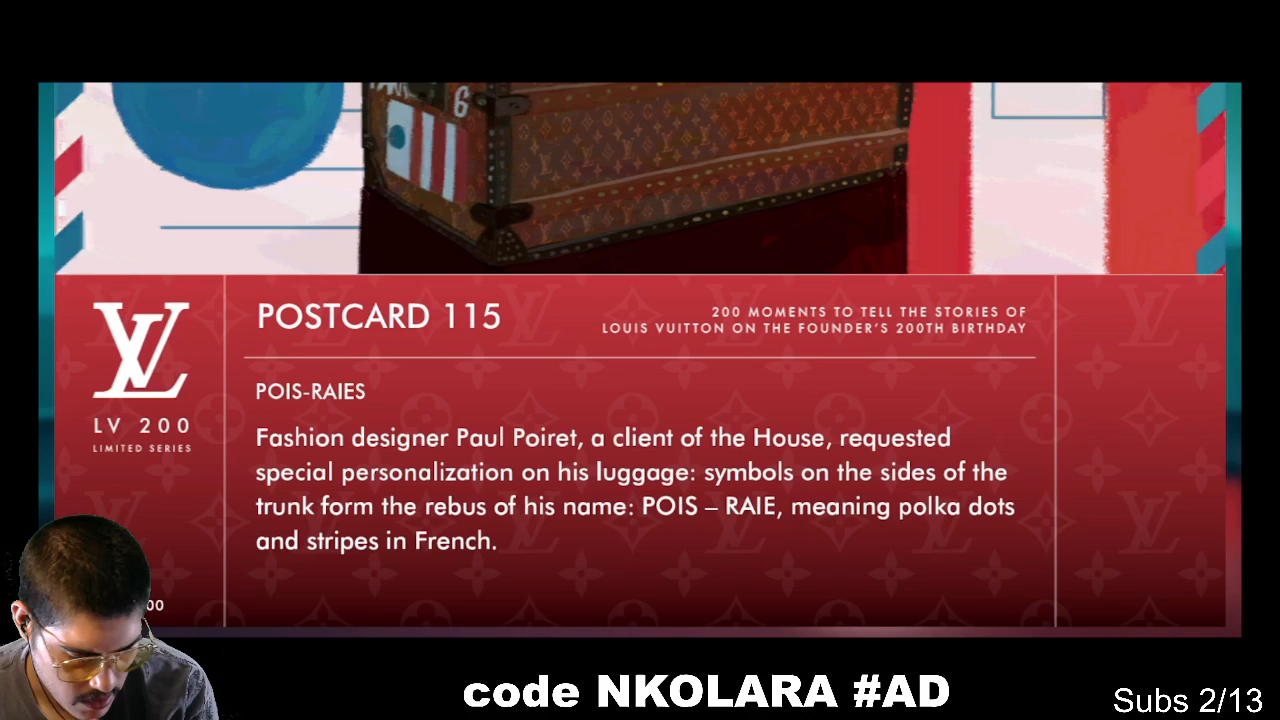 6
LV
POSTCARD 115
200 MOMENTS TO TELL THE STORIES OF
LOUIS VUITTON ON THE FOUNDER'S 200TH BIRTHDAY
LV 200
LIMITED SERIES
POIS-RAIES
Fashion designer Paul Poiret, a client of the House, requested
special personalization on his luggage: symbols on the sides of the
trunk form the rebus of his name: POIS – RAIE, meaning polka dots
and stripes in French.
00
code NKOLARA #AD
Subs 2/13